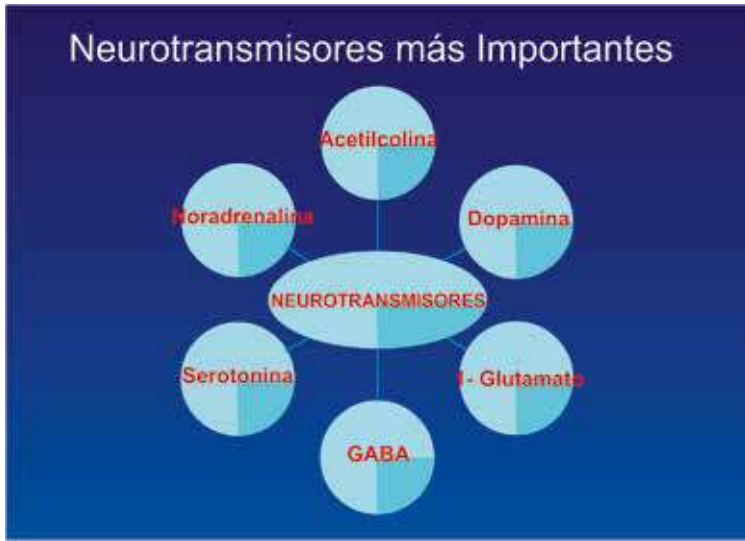 Neurotransmisores más Importantes
Acetilcolina
Noradrenalina
Dopamina
NEUROTRANSMISORES
Serotonina
l- Glutamato
GABA